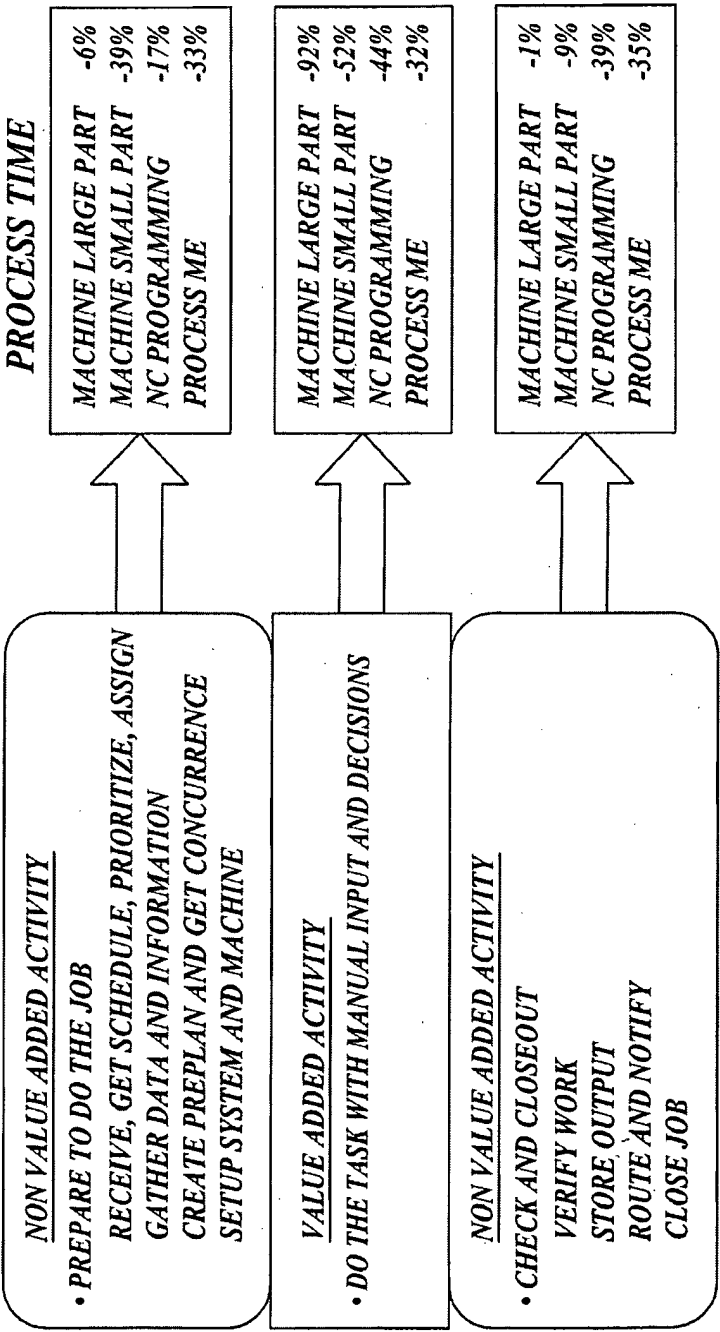 PROCESS TIME
NON VALUE ADDED ACTIVITY
• PREPARE TO DO THE JOB
RECEIVE, GET SCHEDULE, PRIORITIZE, ASSIGN
GATHER DATA AND INFORMATION
CREATE PREPLAN AND GET CONCURRENCE
SETUP SYSTEM AND MACHINE
MACHINE LARGE PART -6%
MACHINE SMALL PART -39%
NC PROGRAMMING -17%
PROCESS ME -33%
VALUE ADDED ACTIVITY
• DO THE TASK WITH MANUAL INPUT AND DECISIONS
MACHINE LARGE PART -92%
MACHINE SMALL PART -52%
NC PROGRAMMING -44%
PROCESS ME -32%
NON VALUE ADDED ACTIVITY
• CHECK AND CLOSEOUT
VERIFY WORK
STORE OUTPUT
ROUTE AND NOTIFY
CLOSE JOB
MACHINE LARGE PART -1%
MACHINE SMALL PART -9%
NC PROGRAMMING -39%
PROCESS ME -35%